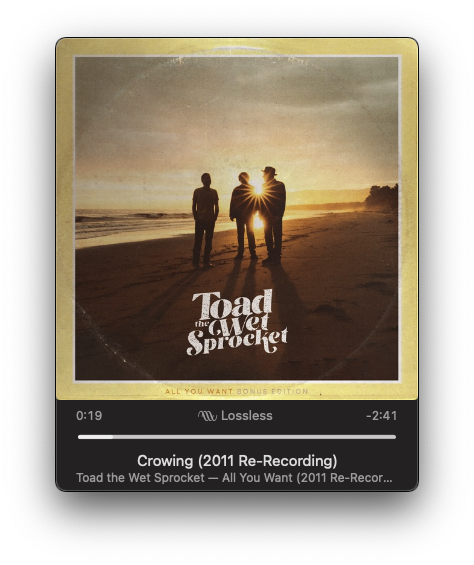 Toad
the Wet
Sprocket
ALL YOU WANT BONUS EDITION
0:19
Lossless
-2:41
Crowing (2011 Re-Recording)
Toad the Wet Sprocket — All You Want (2011 Re-Recor...